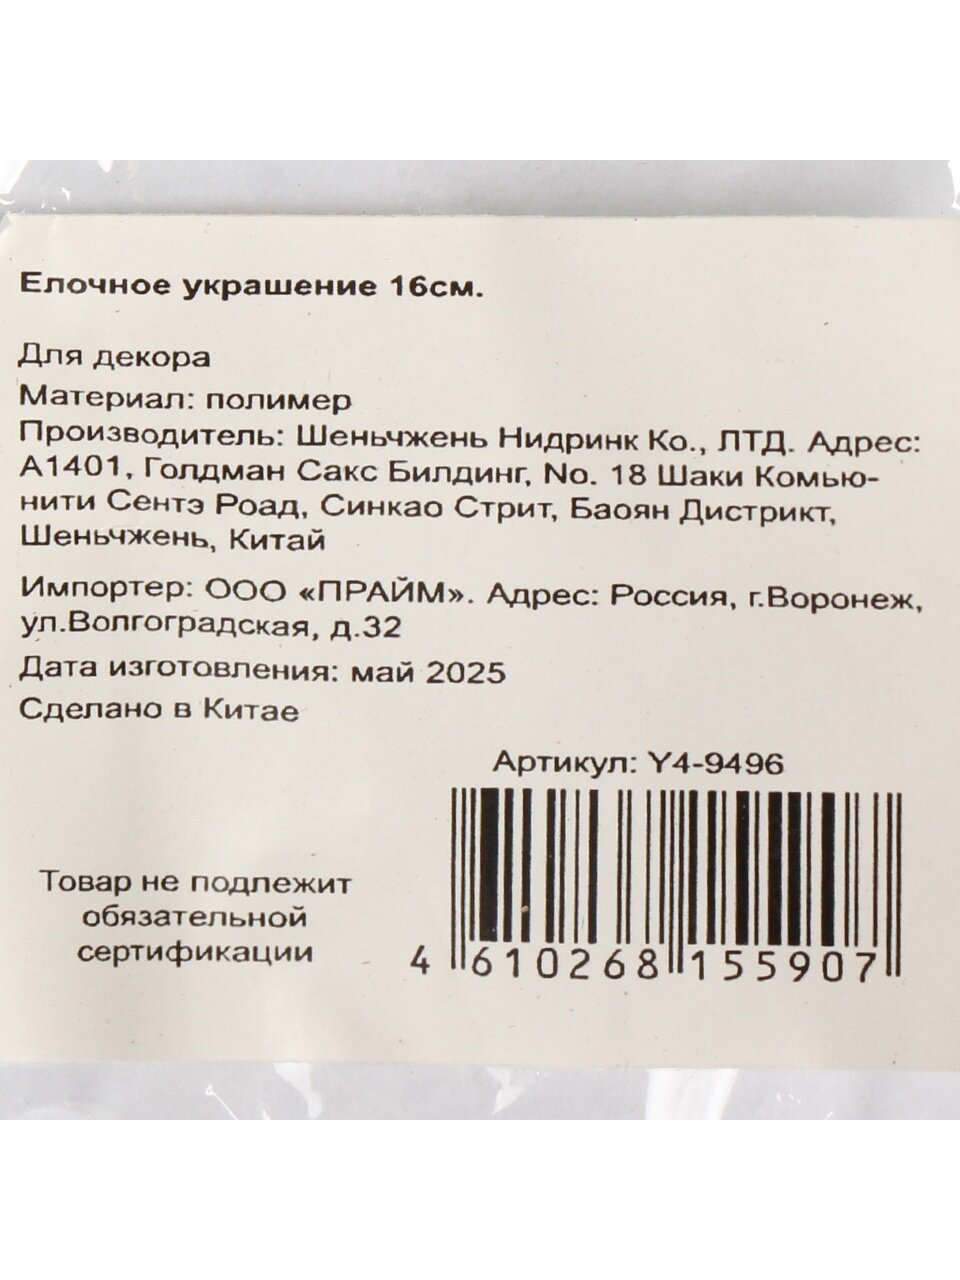 Елочное украшение 16см.
Для декора
Материал: полимер
Производитель: Шеньчжень Нидринк Ко., ЛТД. Адрес:
А1401, Голдман Сакс Билдинг, No. 18 Шаки Комью-
нити Сентэ Роад, Синкао Стрит, Баоян Дистрикт,
Шеньчжень, Китай
Импортер: ООО «ПРАЙМ». Адрес: Россия, г.Воронеж,
ул.Волгоградская, д.32
Дата изготовления: май 2025
Сделано в Китае
Артикул: Y4-9496
Товар не подлежит
обязательной
сертификации
4 610268 155907